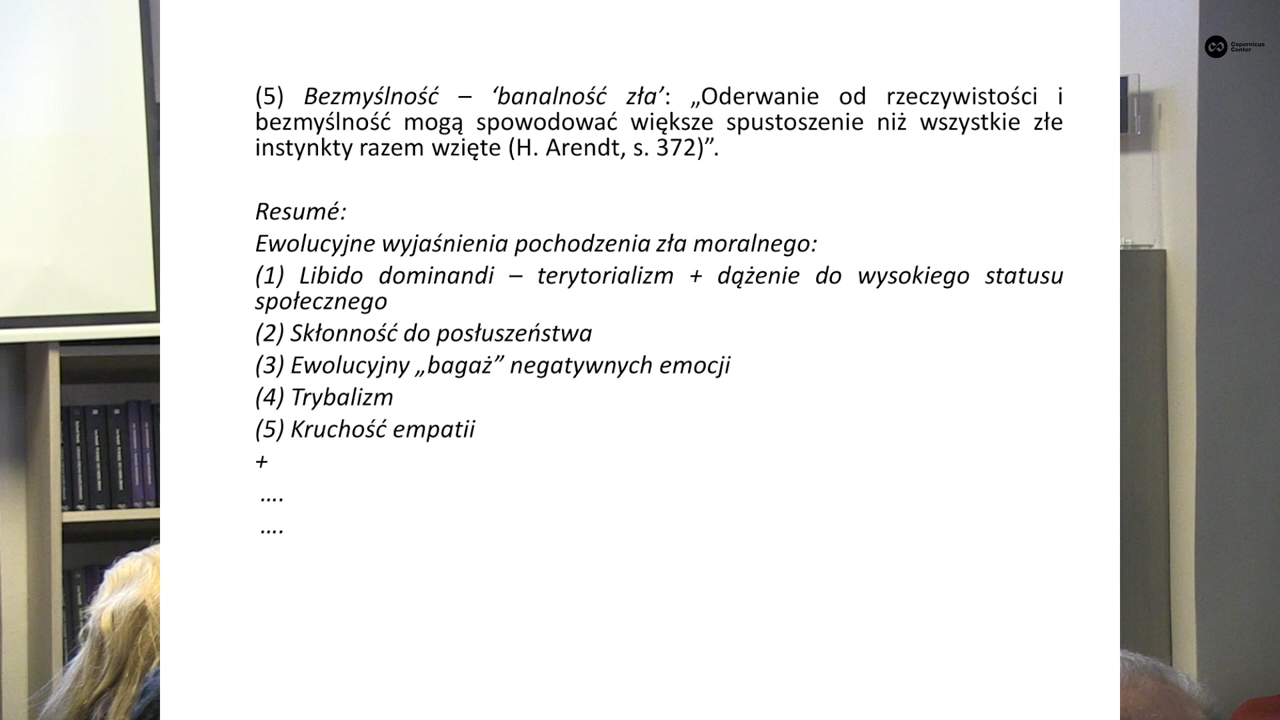 (5) Bezmyślność – ‘banalność zła’: „Oderwanie od rzeczywistości i
bezmyślność mogą spowodować większe spustoszenie niż wszystkie złe
instynkty razem wzięte (H. Arendt, s. 372)”.
Resumé:
Ewolucyjne wyjaśnienia pochodzenia zła moralnego:
(1) Libido dominandi – terytorializm + dążenie do wysokiego statusu
społecznego
(2) Skłonność do posłuszeństwa
(3) Ewolucyjny „bagaż” negatywnych emocji
(4) Trybalizm
(5) Kruchość empatii
+
....
....
Copernicus
Center